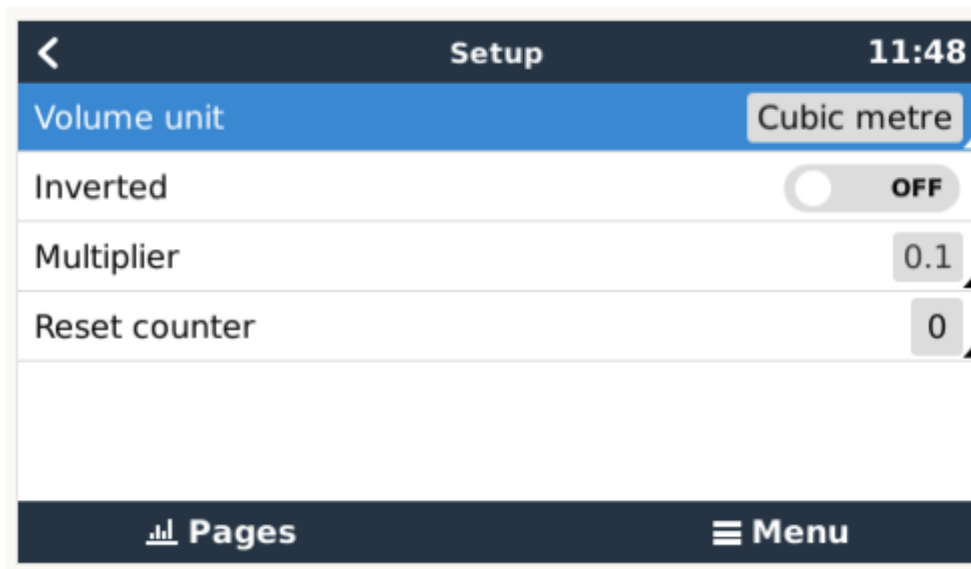 Setup 11:48
Volume unit Cubic metre
Inverted OFF
Multiplier 0.1
Reset counter 0
Pages Menu